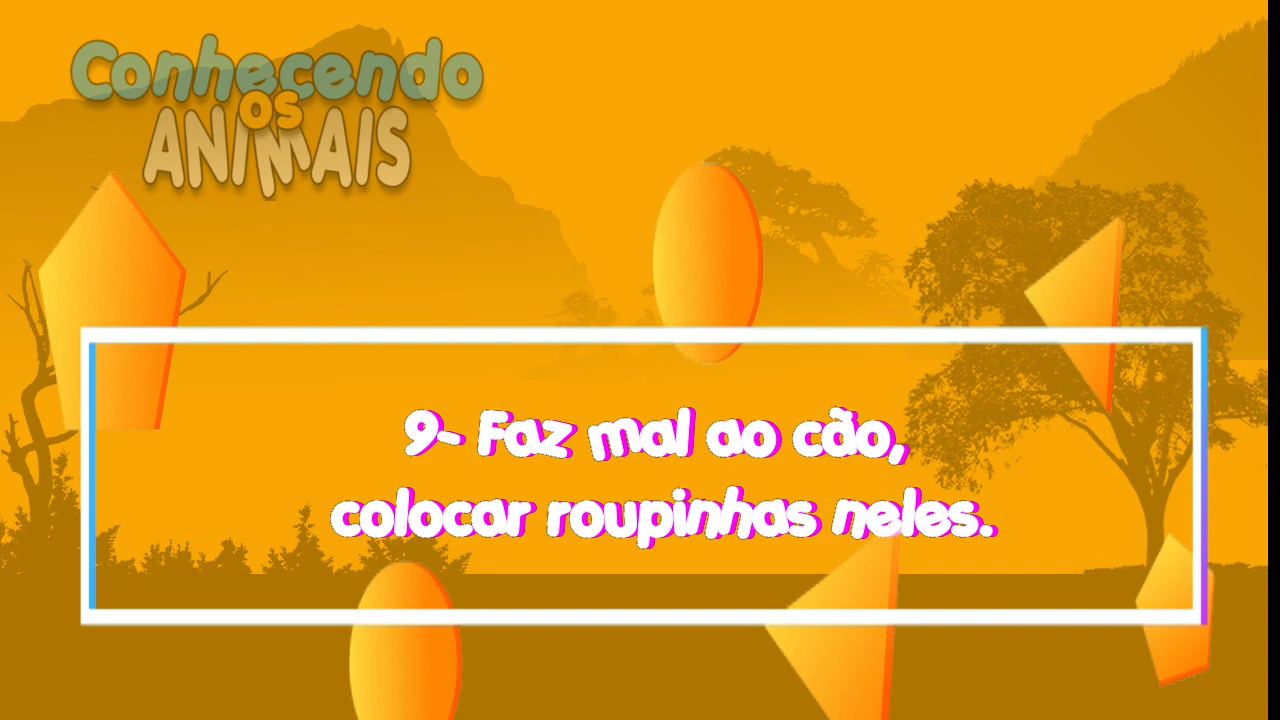 Conhecendo
os
ANIMAIS
9- Faz mal ao cão,
colocar roupinhas neles.